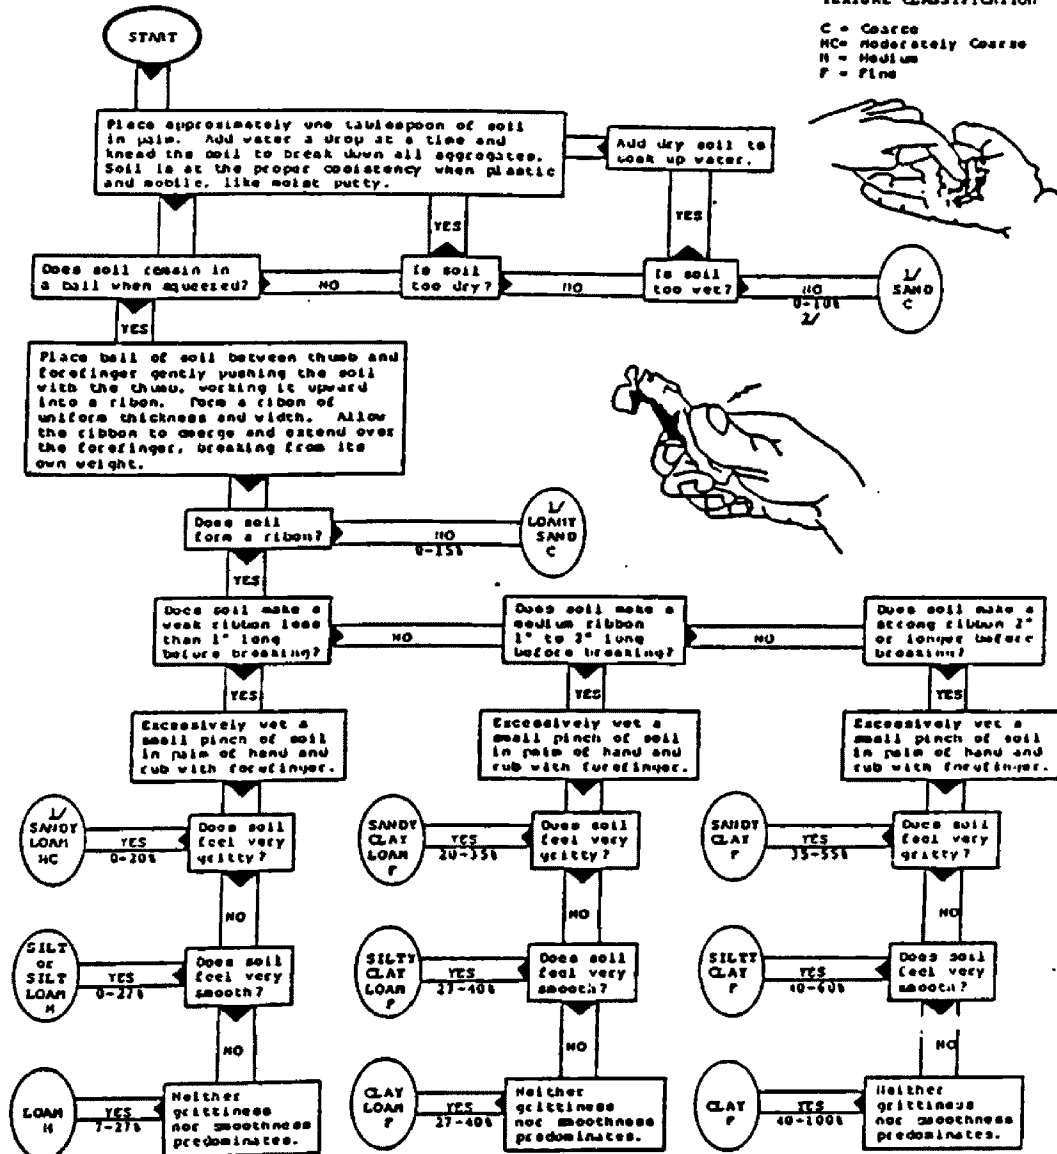 TEXTURE CLASSIFICATION
C = Coarse
MC= Moderately Coarse
M = Medium
F = Fine
START
Place approximately one tablespoon of soil
in palm. Add water a drop at a time and
knead the soil to break down all aggregates.
Soil is at the proper cosistency when plastic
and mobile, like moist putty.
Add dry soil to
soak up water.
YES
YES
Does soil remain in
a ball when squeezed?
NO
Is soil
too dry?
NO
Is soil
too wet?
NO
0-10%
2/
1/
SAND
C
YES
Place ball of soil between thumb and
forefinger gently pushing the soil
with the thumb, working it upward
into a ribon. Form a ribon of
uniform thickness and width. Allow
the ribbon to emerge and extend over
the forefinger, breaking from its
own weight.
Does soil
form a ribon?
NO
0-15%
1/
LOAMY
SAND
C
YES
Does soil make a
weak ribbon less
than 1" long
before breaking?
NO
Does soil make a
medium ribbon
1" to 2" long
before breaking?
NO
Does soil make a
strong ribbon 2"
or longer before
breaking?
YES
YES
YES
Excessively wet a
small pinch of soil
in palm of hand and
rub with forefinger.
Excessively wet a
small pinch of soil
in palm of hand and
rub with forefinger.
Excessively wet a
small pinch of soil
in palm of hand and
rub with forefinger.
1/
SANDY
LOAM
MC
YES
0-20%
Does soil
feel very
gritty?
SANDY
CLAY
LOAM
F
YES
20-35%
Does soil
feel very
gritty?
SANDY
CLAY
F
YES
35-55%
Does soil
feel very
gritty?
NO
NO
NO
SILT
or
SILT
LOAM
M
YES
0-27%
Does soil
feel very
smooth?
SILTY
CLAY
LOAM
F
YES
27-40%
Does soil
feel very
smooth?
SILTY
CLAY
F
YES
40-60%
Does soil
feel very
smooth?
NO
NO
NO
LOAM
M
YES
7-27%
Neither
grittiness
nor smoothness
predominates.
CLAY
LOAM
F
YES
27-40%
Neither
grittiness
nor smoothness
predominates.
CLAY
F
YES
40-100%
Neither
grittiness
nor smoothness
predominates.